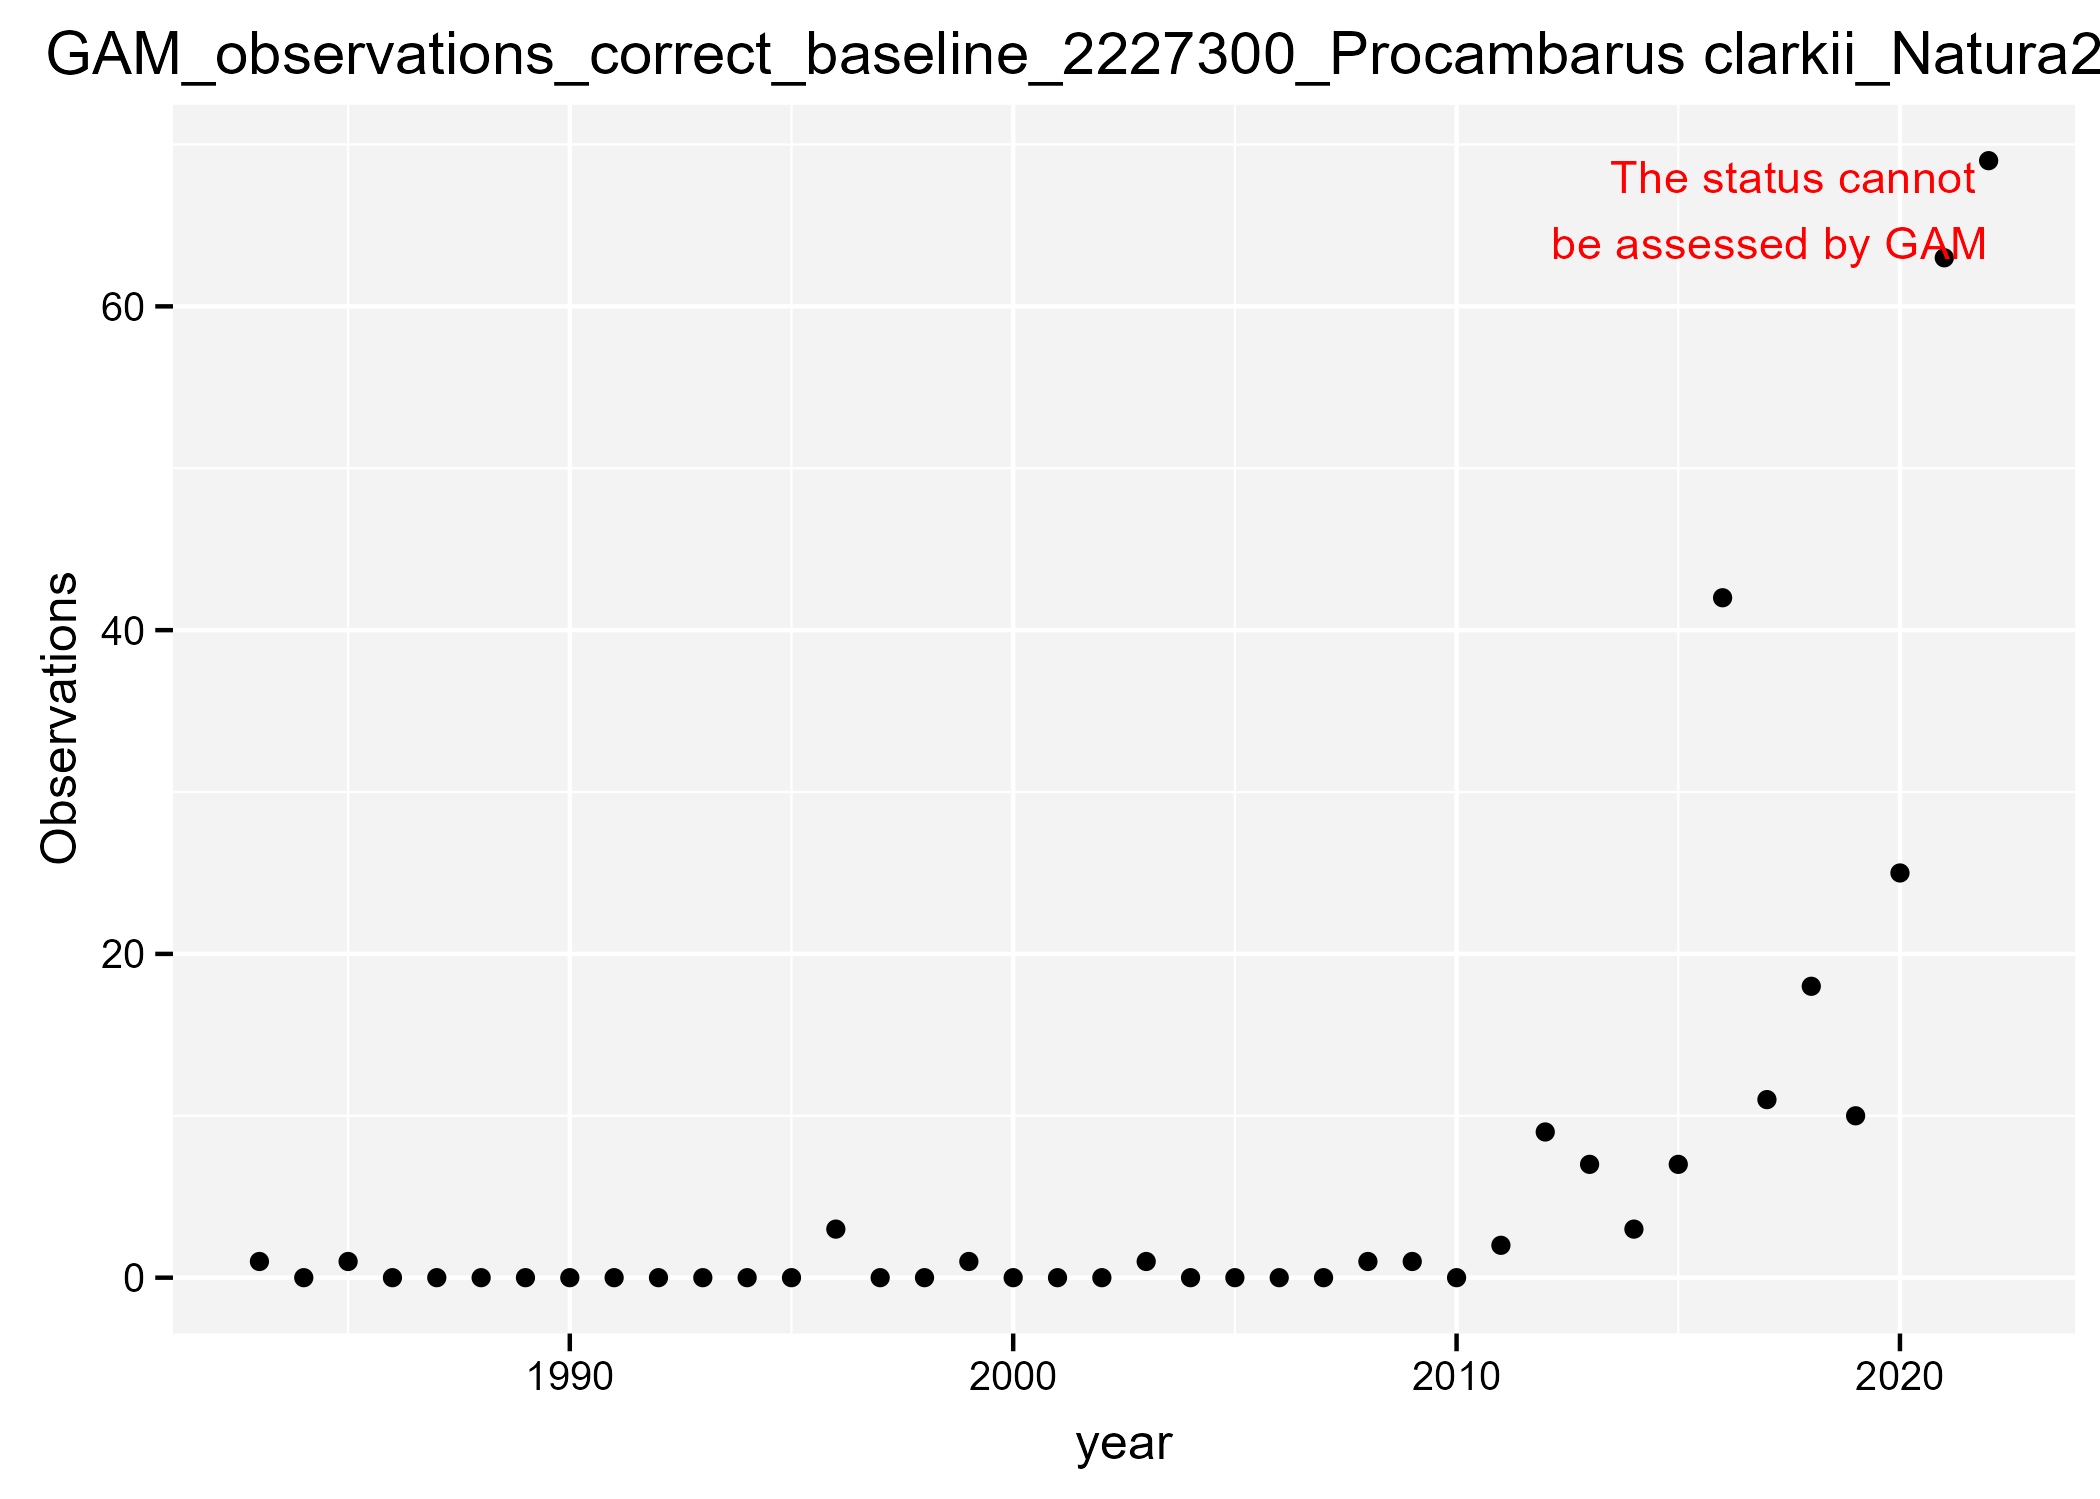 GAM_observations_correct_baseline_2227300_Procambarus clarkii_Natura2
The status cannot
be assessed by GAM
60
40
20
0
Observations
1990 2000 2010 2020
year